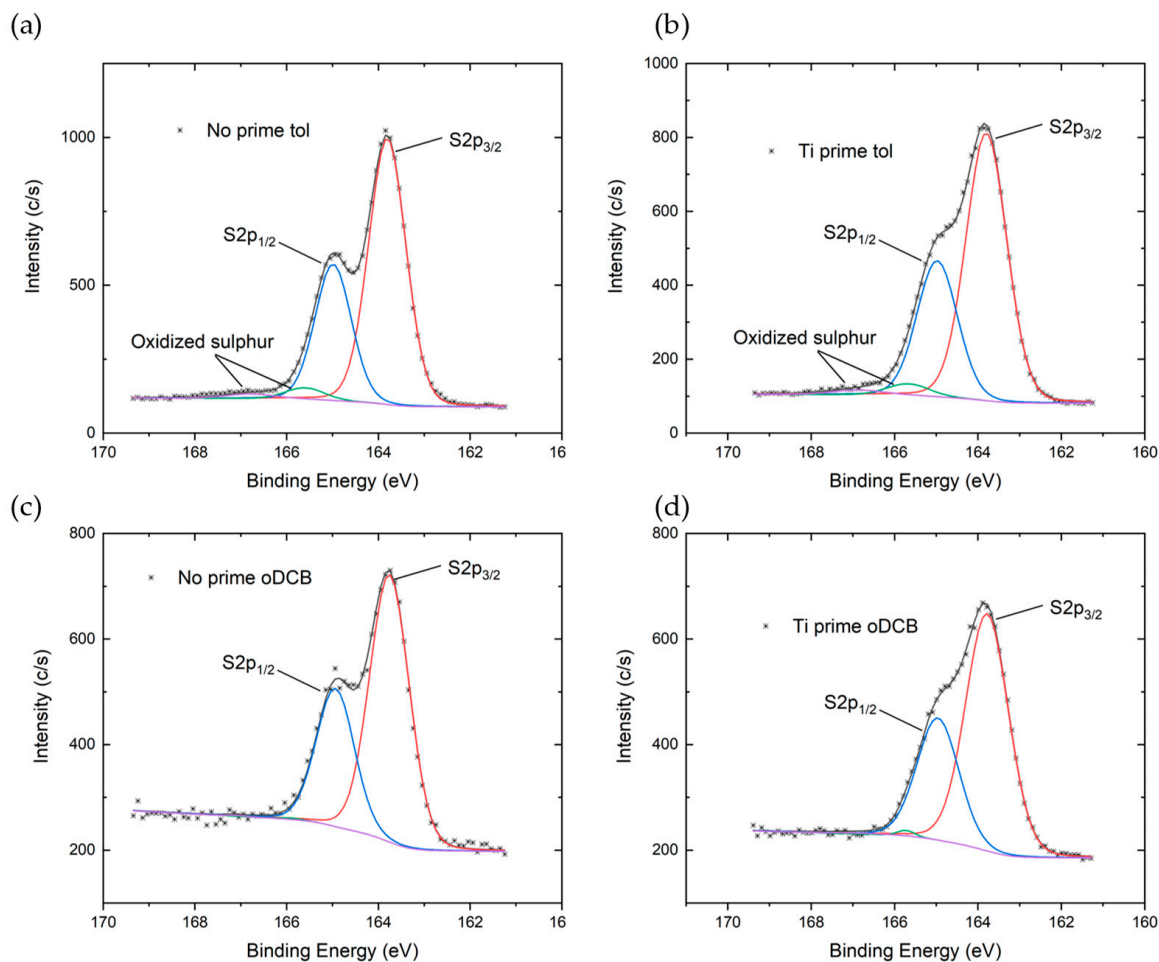 (a)
(b)
1000
500
0
No prime tol
S2p3/2
S2p1/2
Oxidized sulphur
170
168
166
164
162
16
Intensity (c/s)
Binding Energy (eV)
1000
800
600
400
200
0
Ti prime tol
S2p3/2
S2p1/2
Oxidized sulphur
170
168
166
164
162
160
Intensity (c/s)
Binding Energy (eV)
(c)
(d)
800
600
400
200
No prime oDCB
S2p3/2
S2p1/2
170
168
166
164
162
16
Intensity (c/s)
Binding Energy (eV)
800
600
400
200
Ti prime oDCB
S2p3/2
S2p1/2
170
168
166
164
162
160
Intensity (c/s)
Binding Energy (eV)